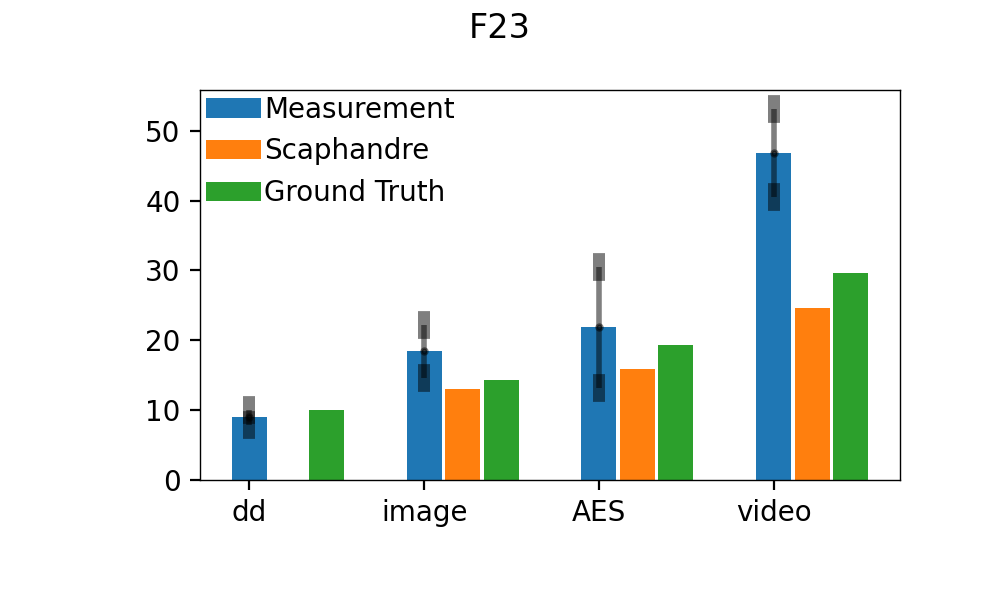 F23
Measurement
Scaphandre
Ground Truth
50
40
30
20
10
0
dd image AES video